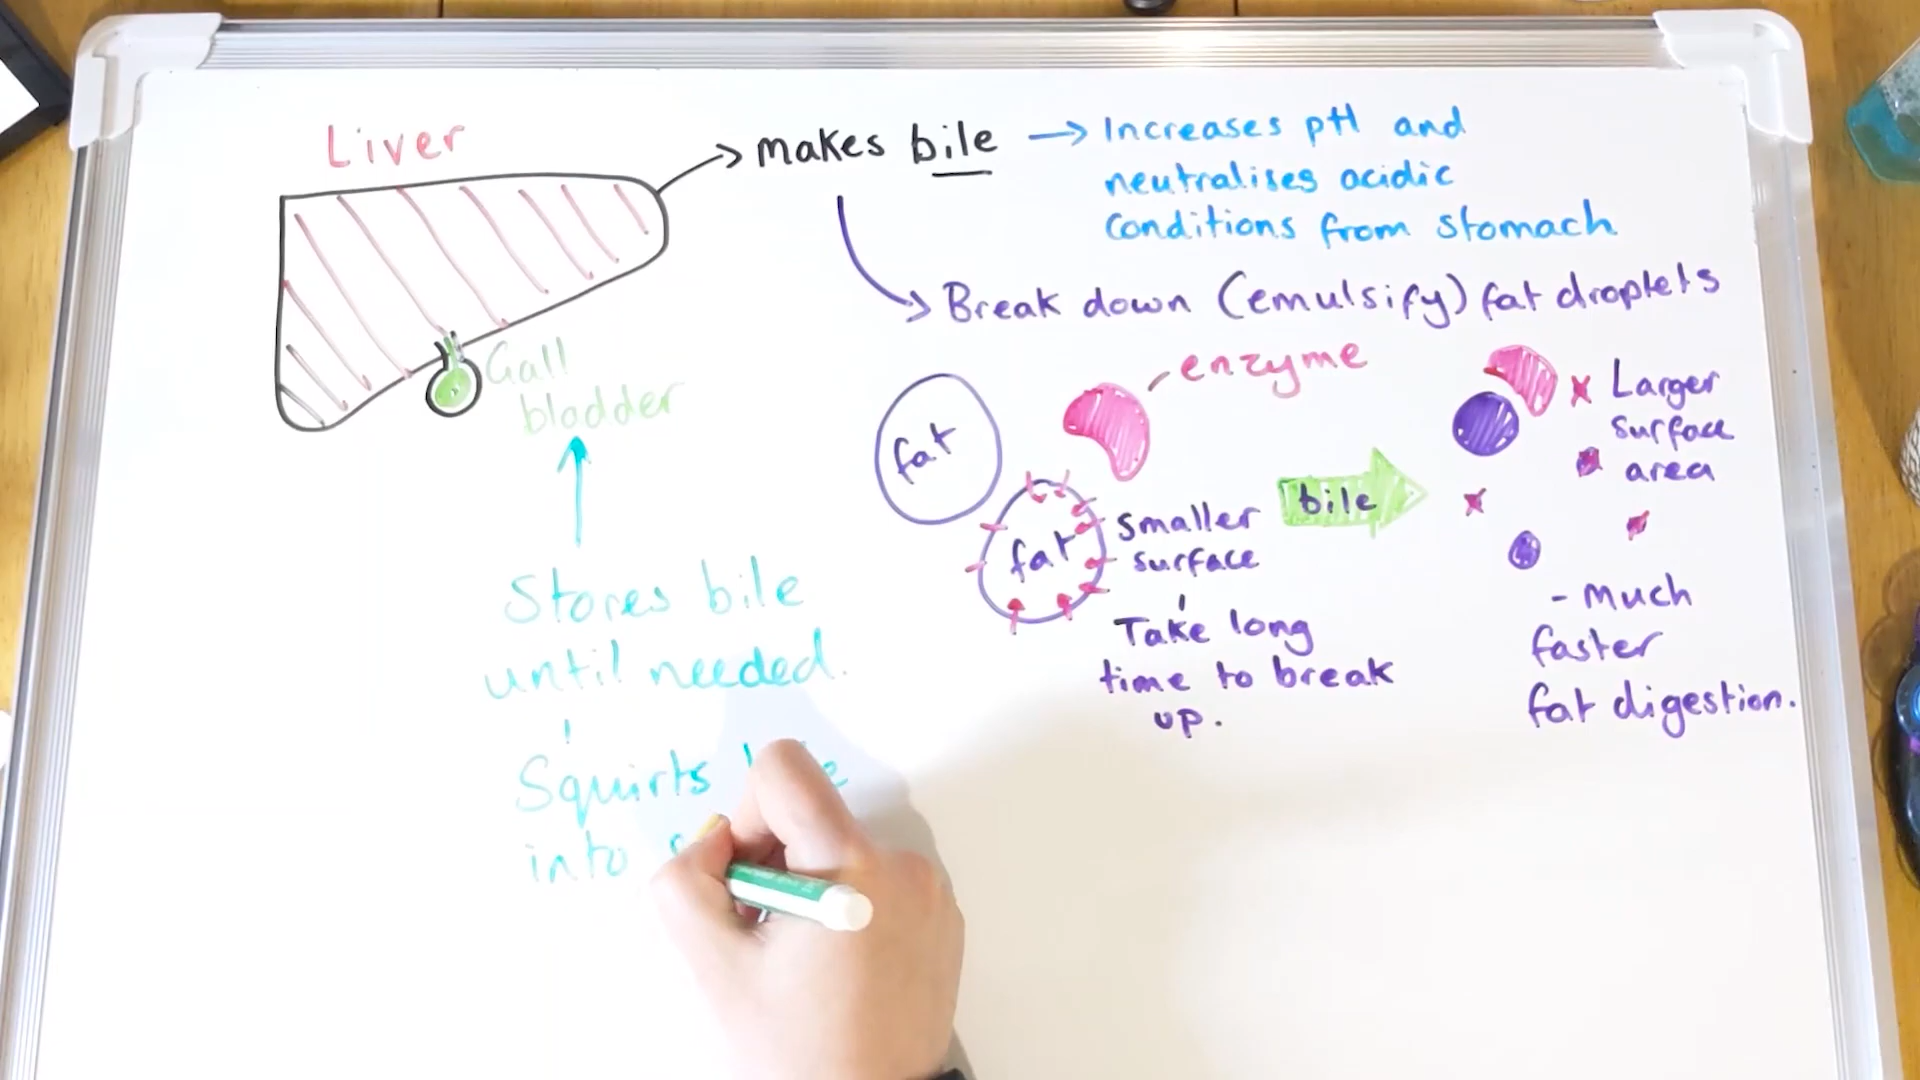 Liver
makes bile
Increases pH and
neutralises acidic
conditions from stomach
Break down (emulsify) fat droplets
Gall
bladder
enzyme
fat
fat
smaller
surface
Take long
time to break
up.
bile
Larger
surface
area
- much
faster
fat digestion.
Stores bile
until needed.
Squirts
into